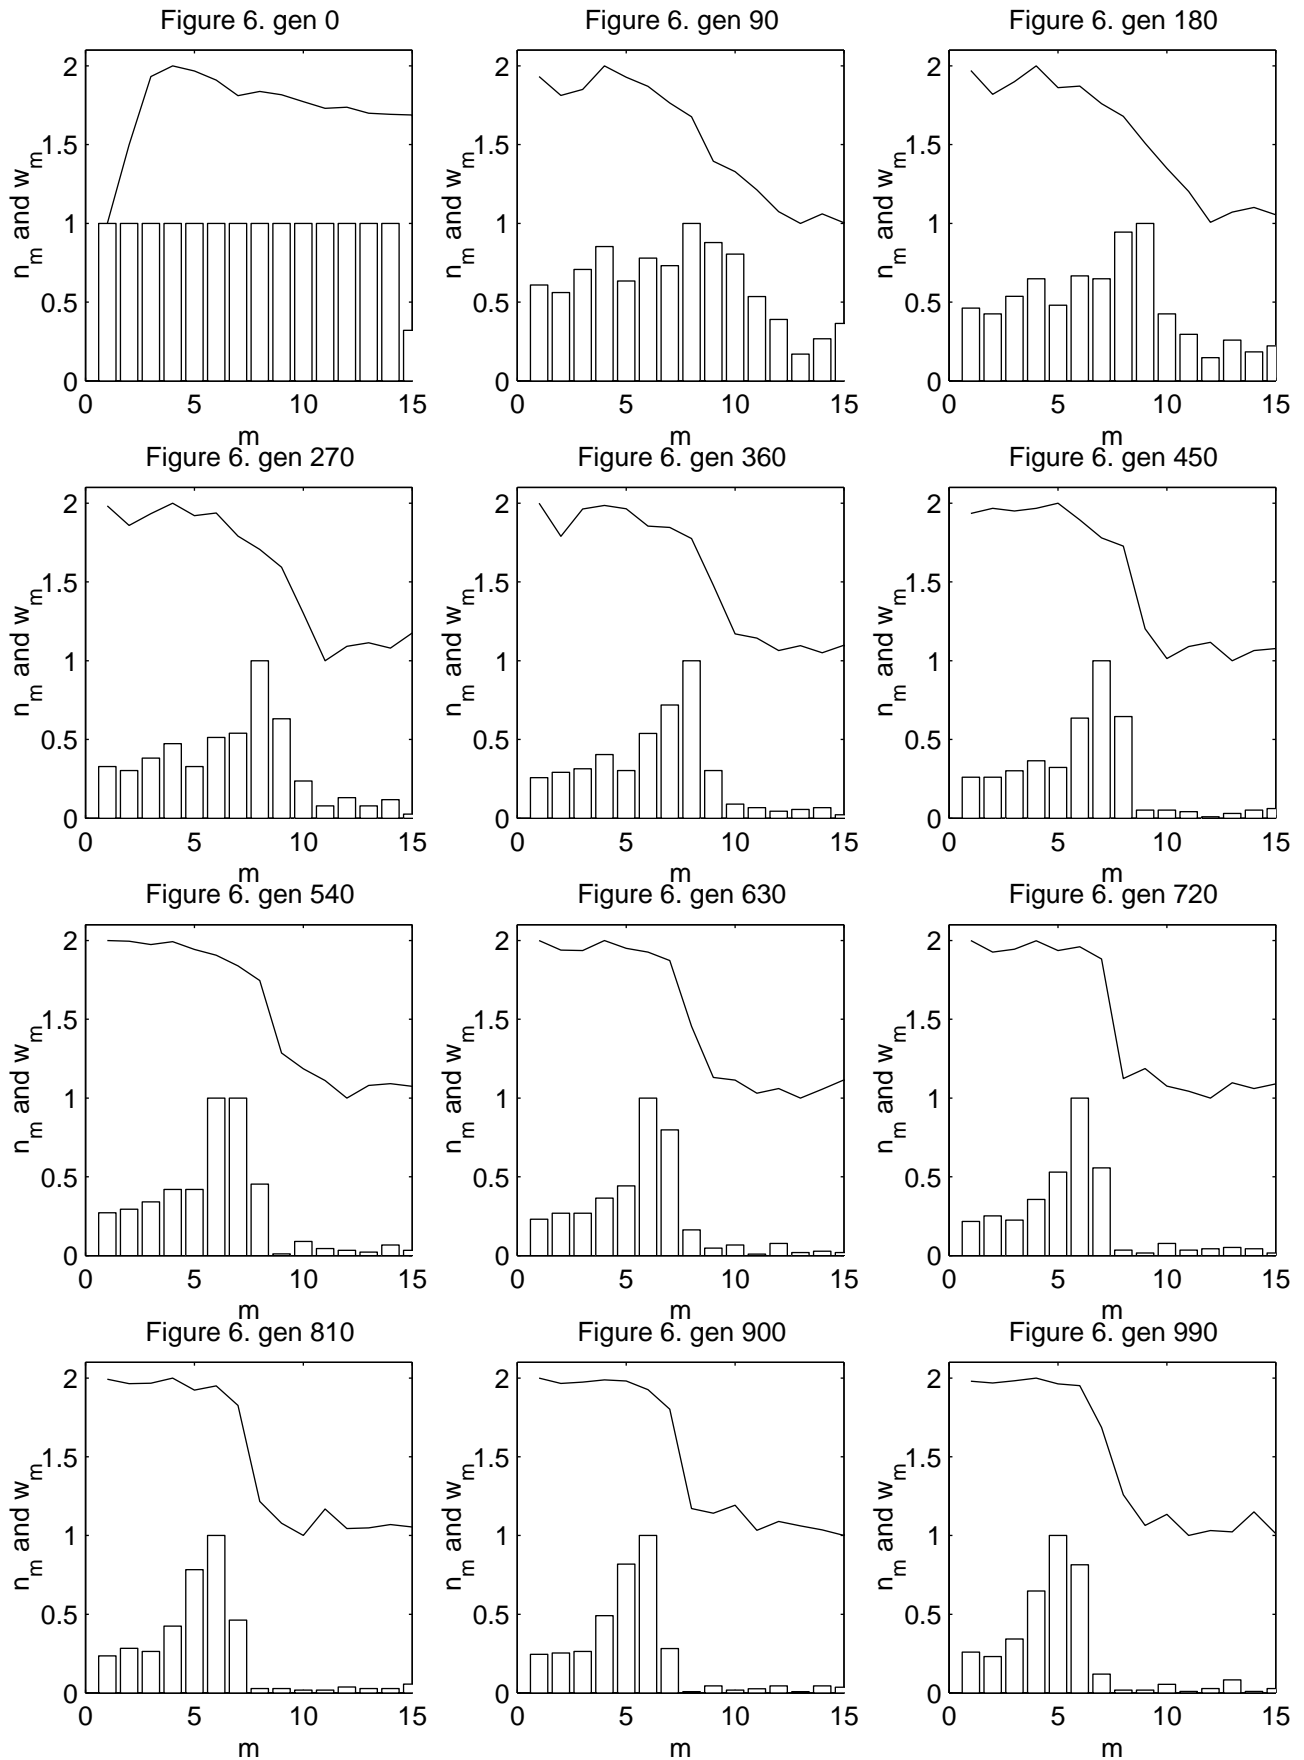 Figure 6. gen 0
n_m and w_m
2
1.5
1
0.5
0
0 5 10 15
m
Figure 6. gen 90
n_m and w_m
2
1.5
1
0.5
0
0 5 10 15
m
Figure 6. gen 180
n_m and w_m
2
1.5
1
0.5
0
0 5 10 15
m
Figure 6. gen 270
n_m and w_m
2
1.5
1
0.5
0
0 5 10 15
m
Figure 6. gen 360
n_m and w_m
2
1.5
1
0.5
0
0 5 10 15
m
Figure 6. gen 450
n_m and w_m
2
1.5
1
0.5
0
0 5 10 15
m
Figure 6. gen 540
n_m and w_m
2
1.5
1
0.5
0
0 5 10 15
m
Figure 6. gen 630
n_m and w_m
2
1.5
1
0.5
0
0 5 10 15
m
Figure 6. gen 720
n_m and w_m
2
1.5
1
0.5
0
0 5 10 15
m
Figure 6. gen 810
n_m and w_m
2
1.5
1
0.5
0
0 5 10 15
m
Figure 6. gen 900
n_m and w_m
2
1.5
1
0.5
0
0 5 10 15
m
Figure 6. gen 990
n_m and w_m
2
1.5
1
0.5
0
0 5 10 15
m